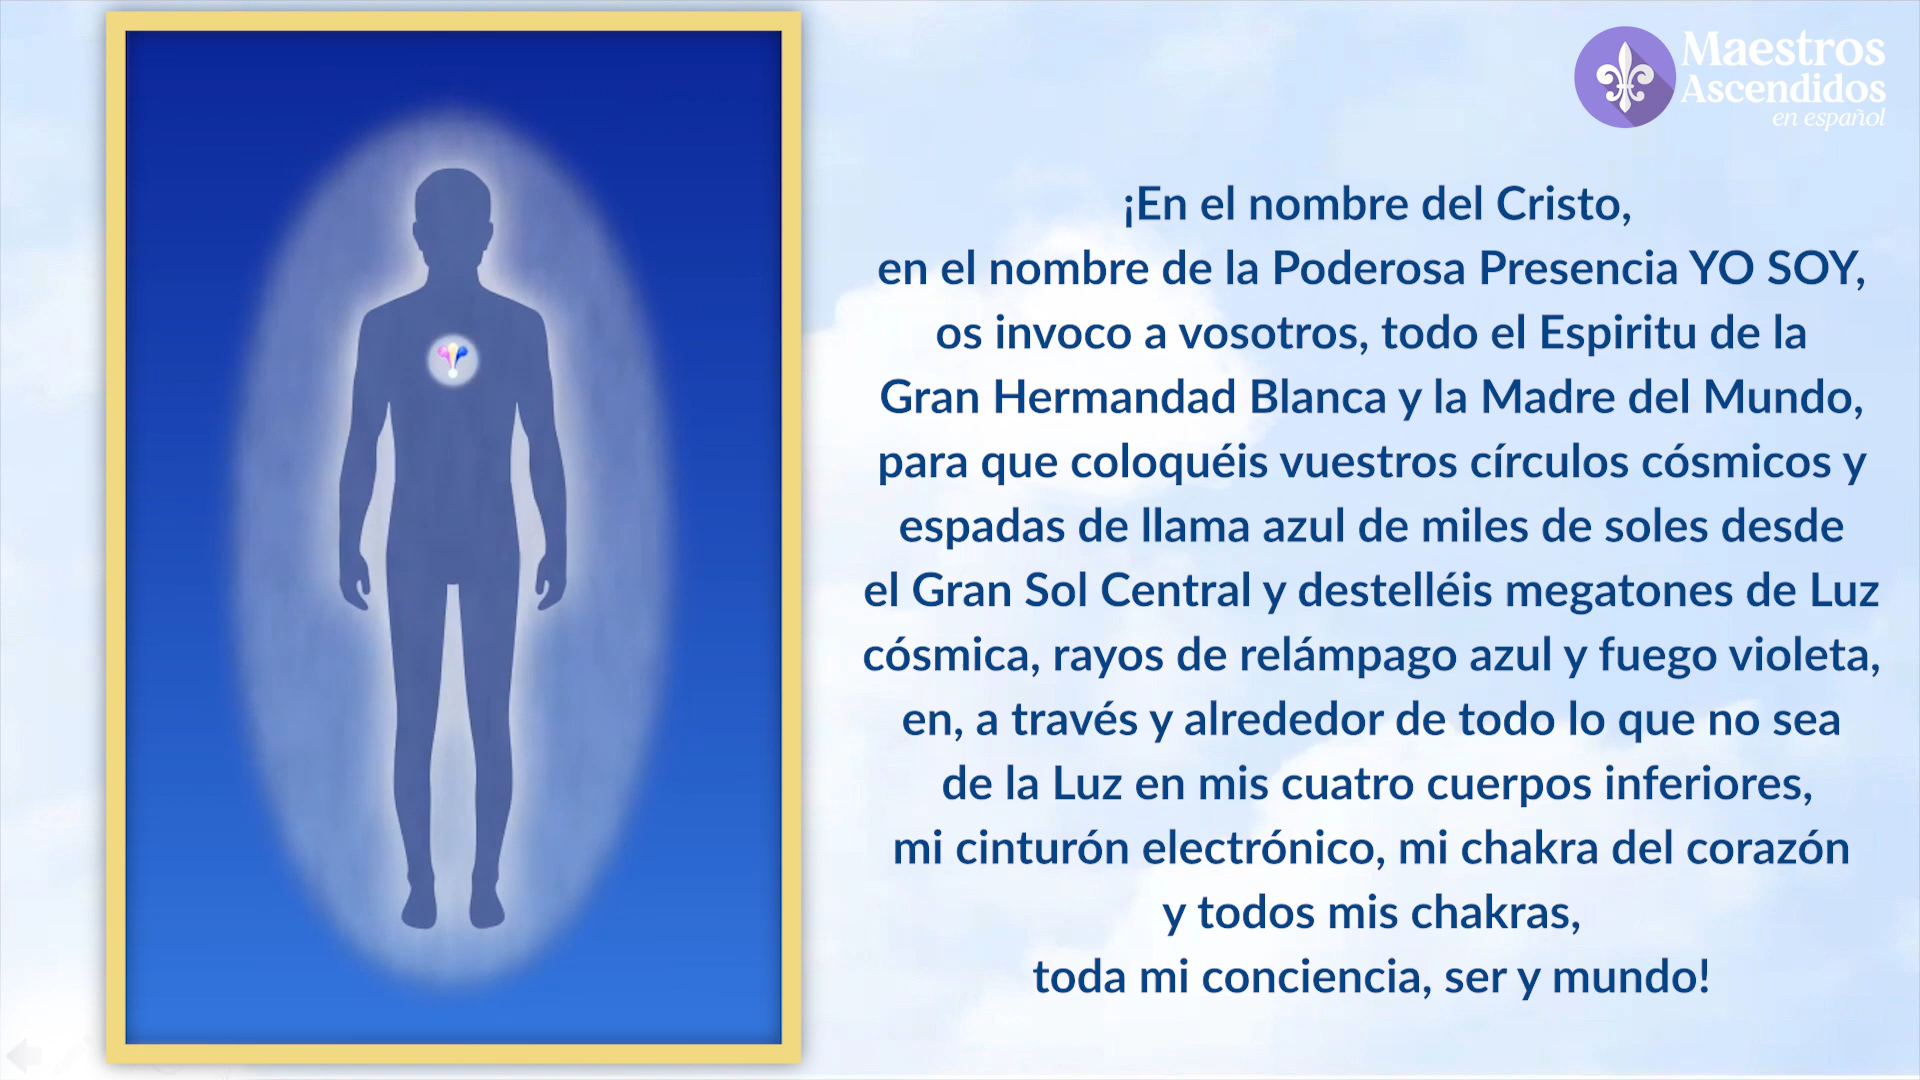 Maestros
Ascendidos
en español
¡En el nombre del Cristo,
en el nombre de la Poderosa Presencia YO SOY,
os invoco a vosotros, todo el Espiritu de la
Gran Hermandad Blanca y la Madre del Mundo,
para que coloquéis vuestros círculos cósmicos y
espadas de llama azul de miles de soles desde
el Gran Sol Central y destelléis megatones de Luz
cósmica, rayos de relámpago azul y fuego violeta,
en, a través y alrededor de todo lo que no sea
de la Luz en mis cuatro cuerpos inferiores,
mi cinturón electrónico, mi chakra del corazón
y todos mis chakras,
toda mi conciencia, ser y mundo!